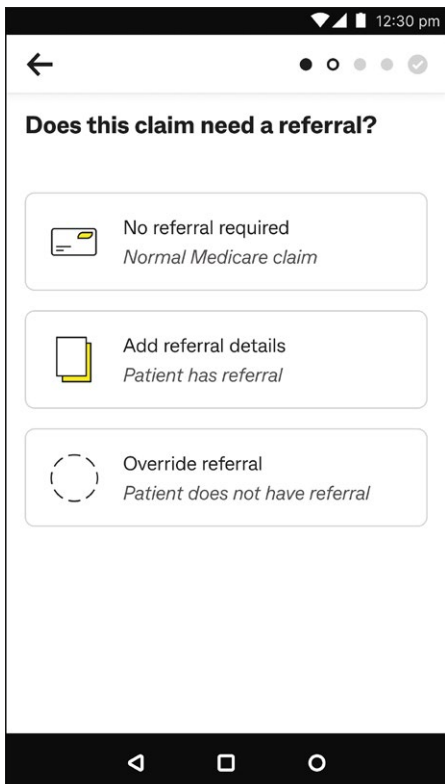 12:30 pm
Does this claim need a referral?
No referral required
Normal Medicare claim
Add referral details
Patient has referral
Override referral
Patient does not have referral